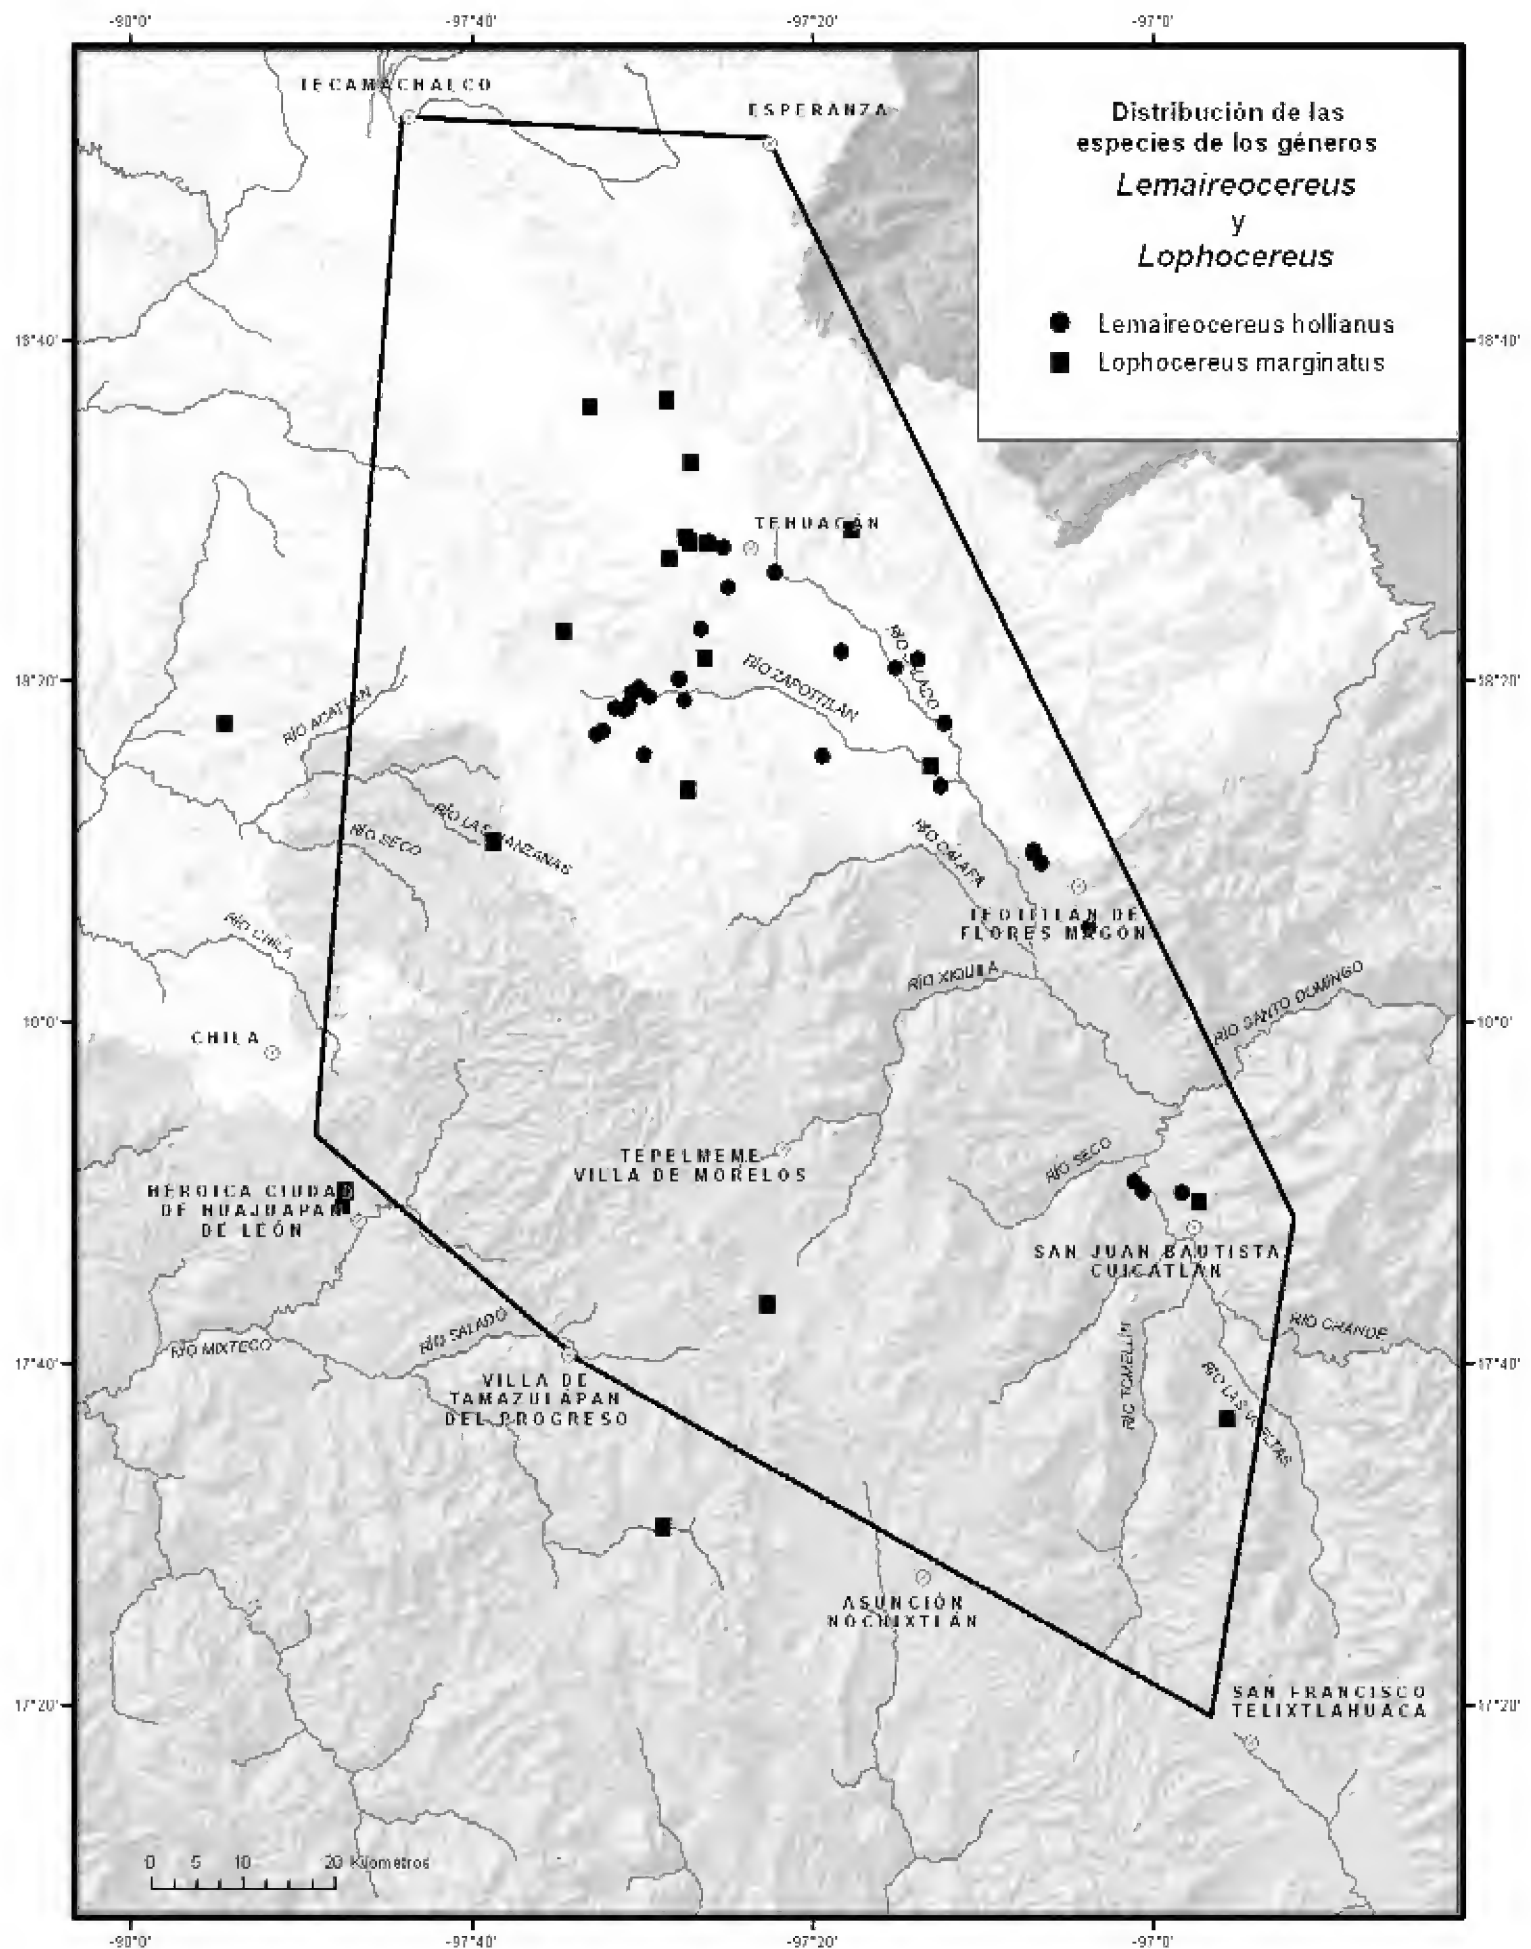 -98°0'
-97°40'
-97°20'
-97°0'
TECAMACHALCO
ESPERANZA
Distribución de las
especies de los géneros
Lemaireocereus
y
Lophocereus
Lemaireocereus hollianus
Lophocereus marginatus
18°40'
18°40'
TEHUACÁN
RÍO SALADO
RÍO ZAPOTITLÁN
18°20'
18°20'
RÍO ACATLÁN
RÍO LAS MANZANAS
RÍO SECO
RÍO CALAPA
TEOTITLÁN DE
FLORES MAGÓN
RÍO CHILA
RÍO XIQUILA
RÍO SANTO DOMINGO
18°0'
18°0'
CHILA
TEPELMEME
VILLA DE MORELOS
RÍO SECO
HEROICA CIUDAD
DE HUAJUAPAN
DE LEÓN
SAN JUAN BAUTISTA
CUICATLÁN
RÍO SALADO
RÍO MIXTECO
RÍO GRANDE
RÍO TOMELLÍN
17°40'
17°40'
RÍO LAS VUELTAS
VILLA DE
TAMAZULÁPAN
DEL PROGRESO
ASUNCIÓN
NOCHIXTLÁN
SAN FRANCISCO
TELIXTLAHUACA
17°20'
17°20'
0 5 10 20 Kilómetros
-98°0'
-97°40'
-97°20'
-97°0'